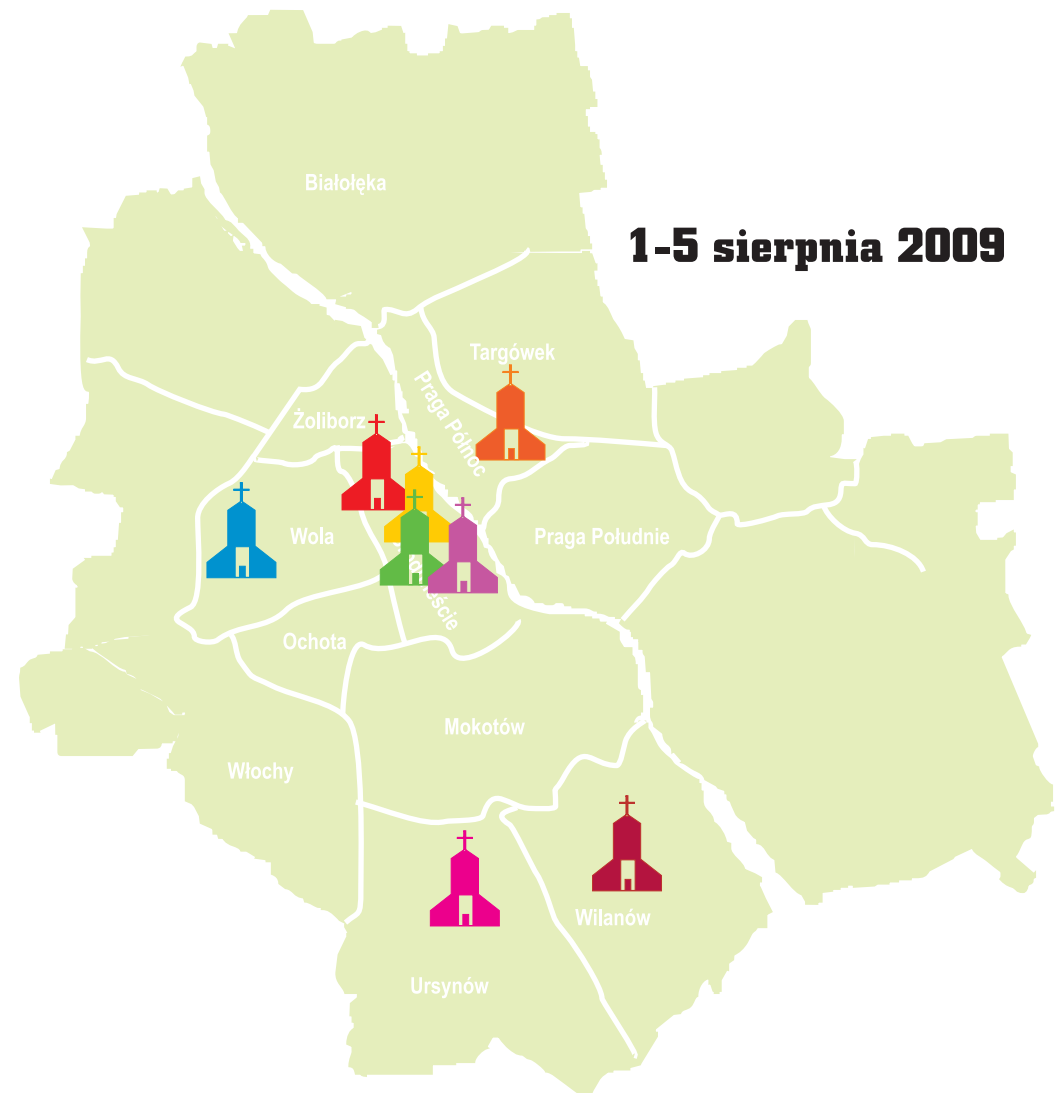 Białołęka
1-5 sierpnia 2009
Targówek
Praga Północ
Żoliborz
Wola
Praga Południe
Ochota
Mokotów
Włochy
Wilanów
Ursynów